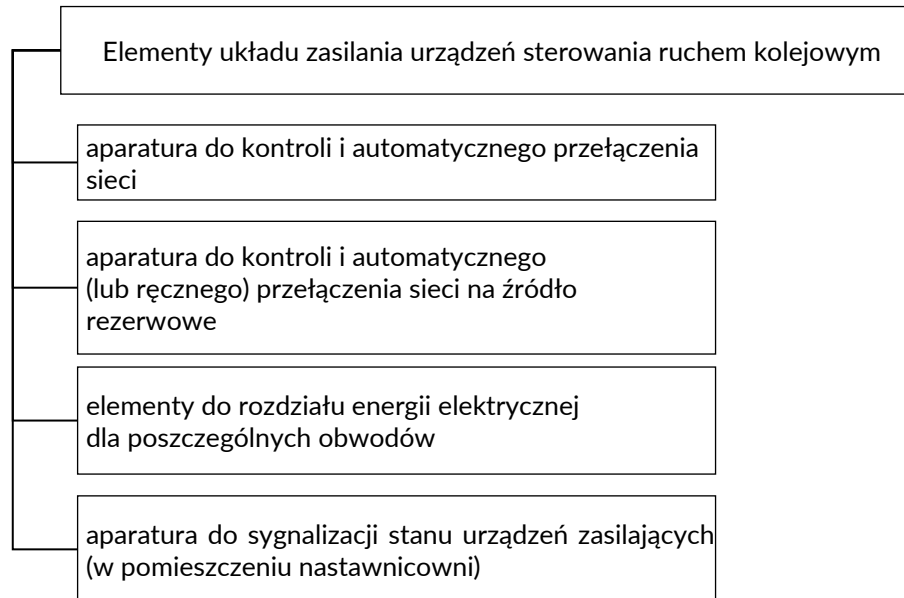 Elementy układu zasilania urządzeń sterowania ruchem kolejowym
aparatura do kontroli i automatycznego przełączenia
sieci
aparatura do kontroli i automatycznego
(lub ręcznego) przełączenia sieci na źródło
rezerwowe
elementy do rozdziału energii elektrycznej
dla poszczególnych obwodów
aparatura do sygnalizacji stanu urządzeń zasilających
(w pomieszczeniu nastawnicowni)